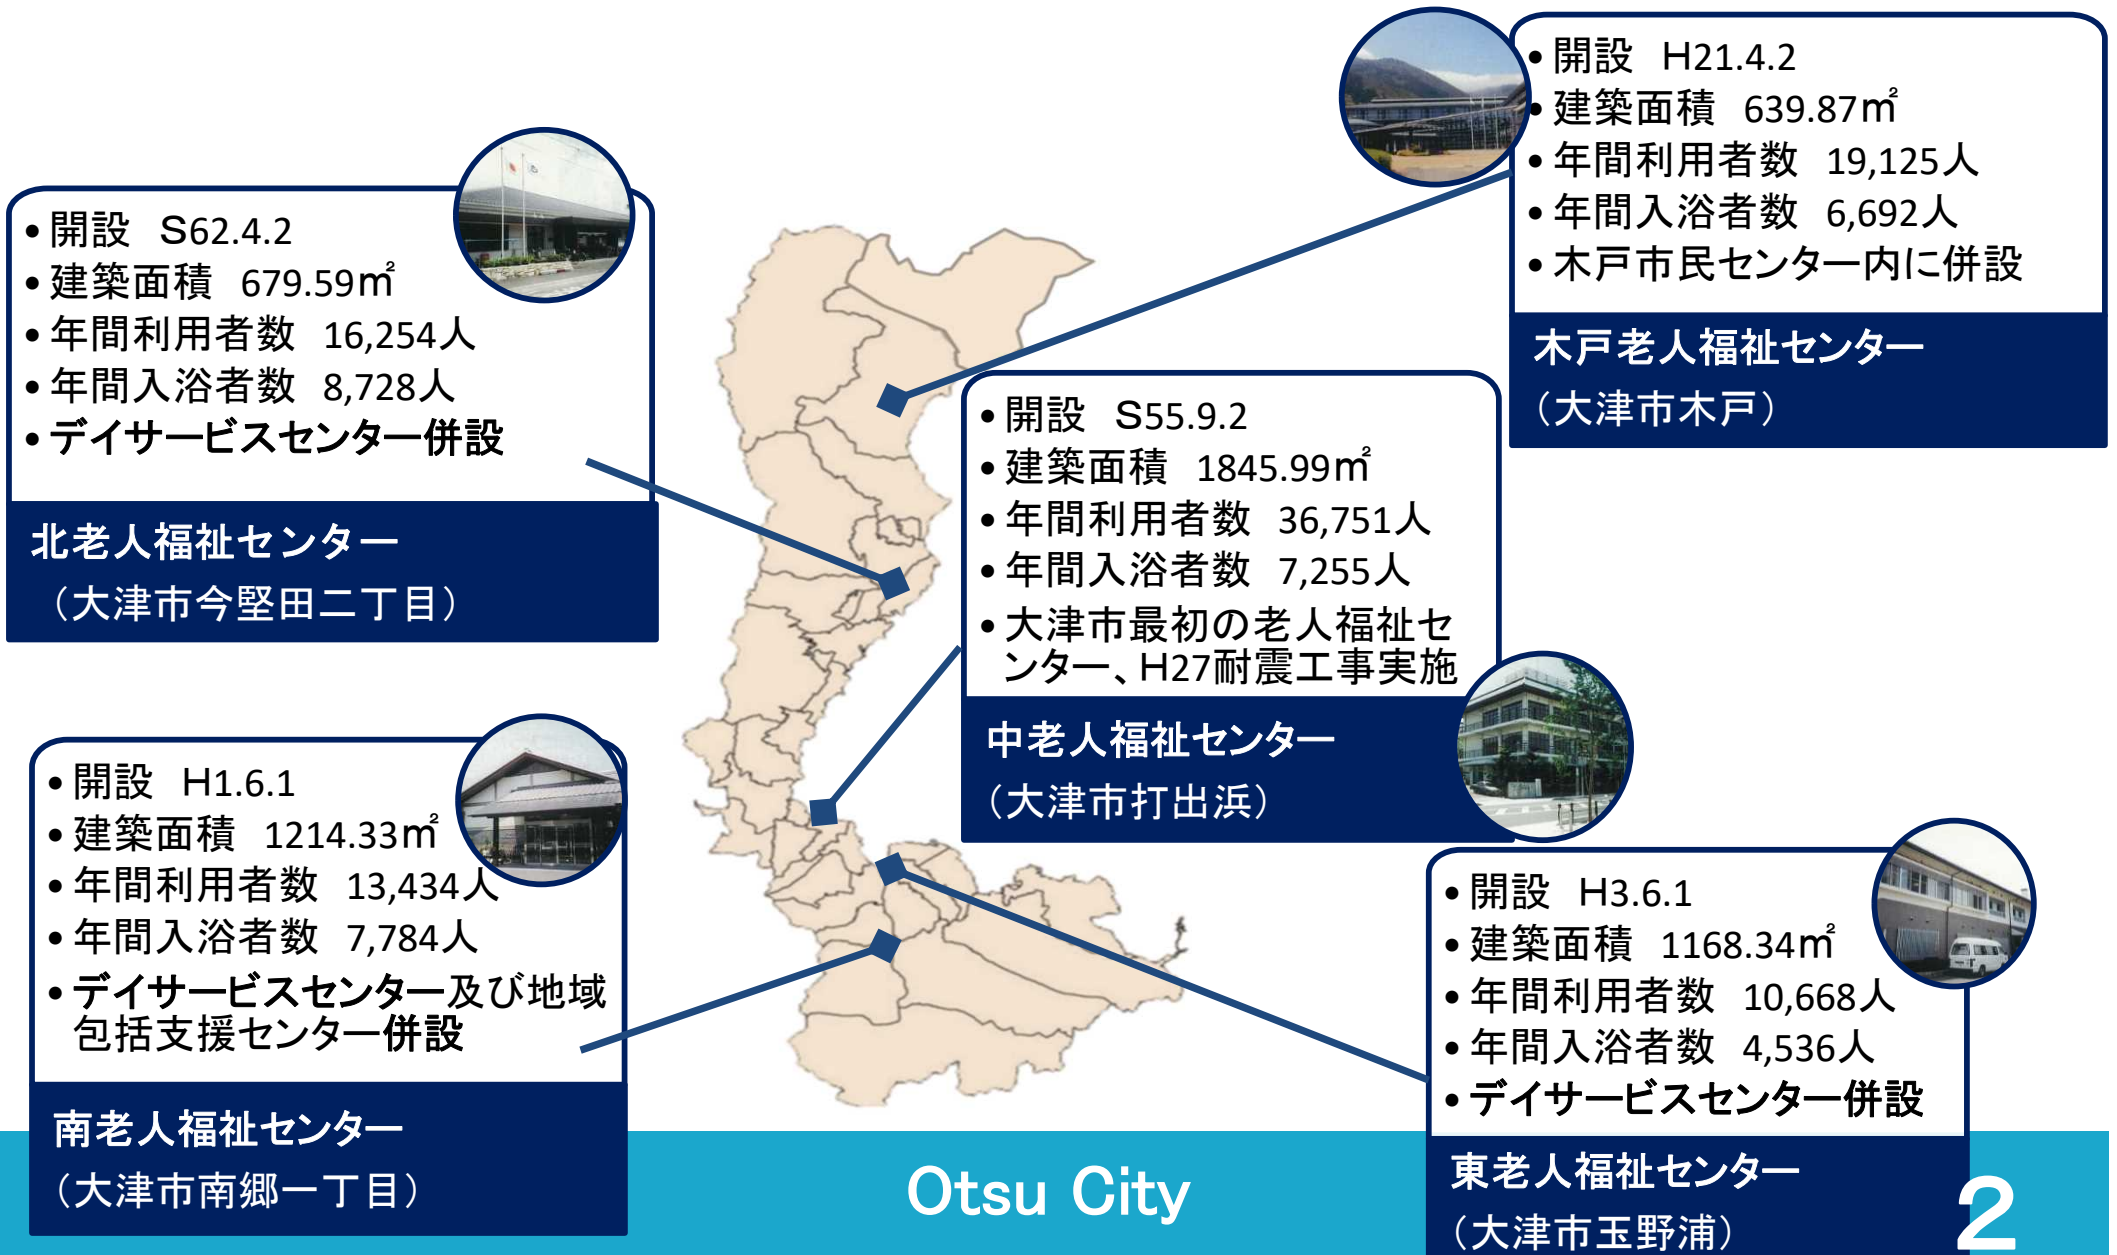 • 開設　S62.4.2
• 建築面積　679.59㎡
• 年間利用者数　16,254人
• 年間入浴者数　8,728人
• デイサービスセンター併設
北老人福祉センター
（大津市今堅田二丁目）
• 開設　H21.4.2
• 建築面積　639.87㎡
• 年間利用者数　19,125人
• 年間入浴者数　6,692人
• 木戸市民センター内に併設
木戸老人福祉センター
（大津市木戸）
• 開設　S55.9.2
• 建築面積　1845.99㎡
• 年間利用者数　36,751人
• 年間入浴者数　7,255人
• 大津市最初の老人福祉セ
ンター、H27耐震工事実施
中老人福祉センター
（大津市打出浜）
• 開設　H1.6.1
• 建築面積　1214.33㎡
• 年間利用者数　13,434人
• 年間入浴者数　7,784人
• デイサービスセンター及び地域
包括支援センター併設
南老人福祉センター
（大津市南郷一丁目）
• 開設　H3.6.1
• 建築面積　1168.34㎡
• 年間利用者数　10,668人
• 年間入浴者数　4,536人
• デイサービスセンター併設
東老人福祉センター
（大津市玉野浦）
Otsu City
2